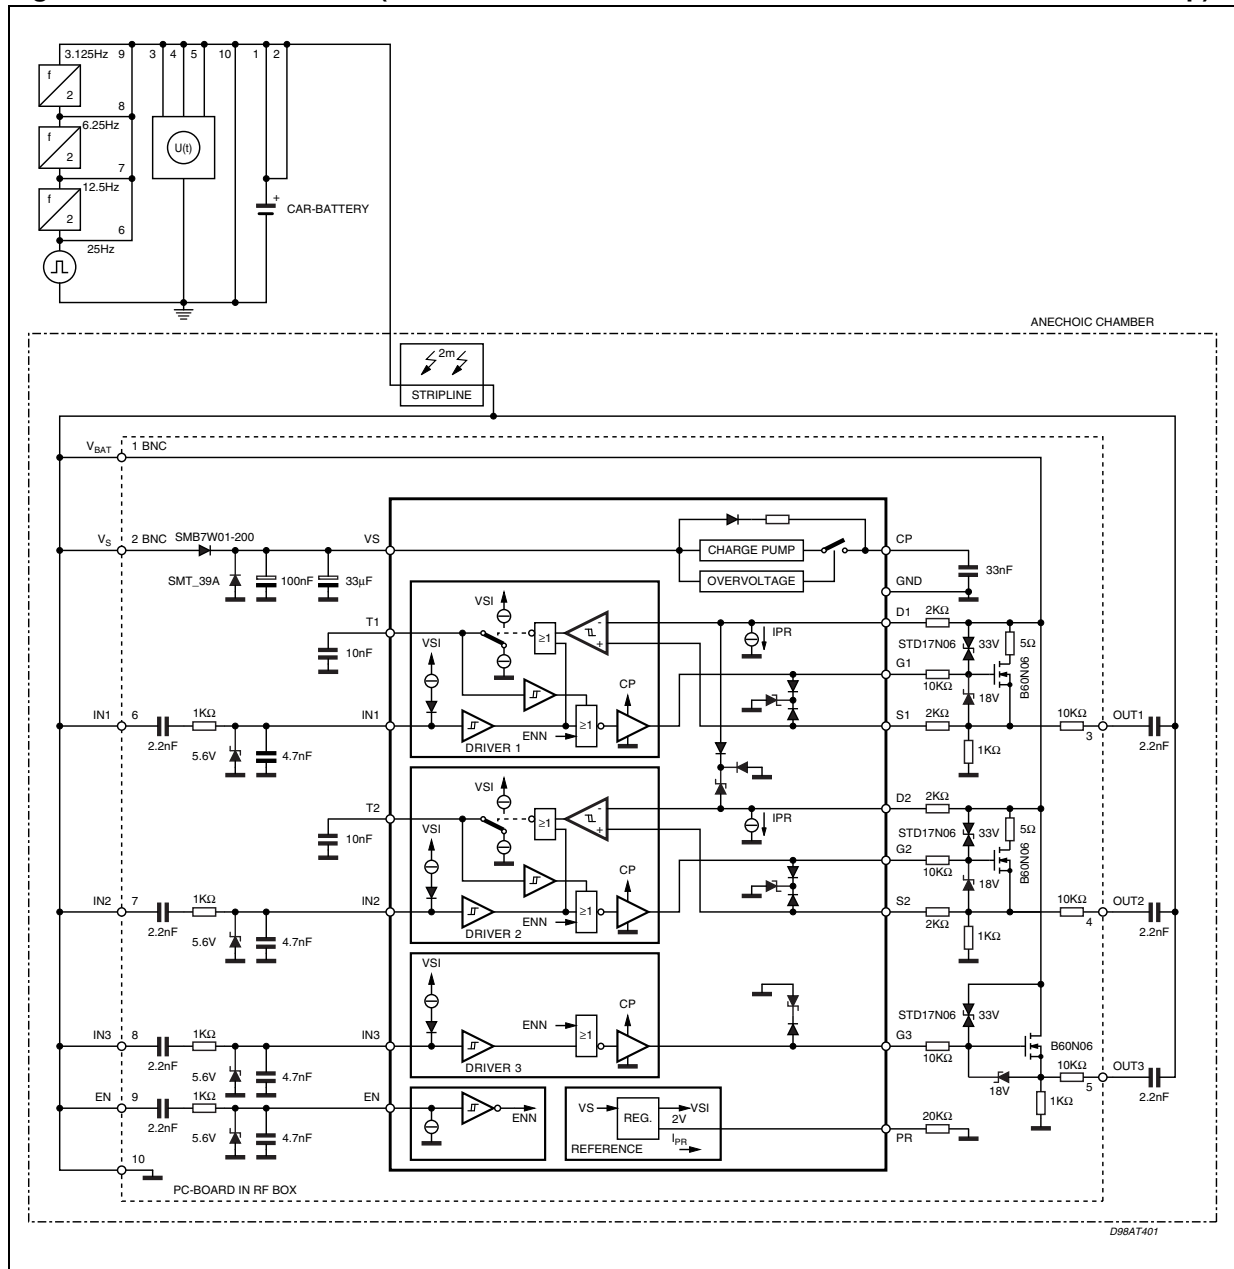 3.125Hz 9 3 4 5 10 1 2
f
2
8
6.25Hz
f
2
U(t)
7
12.5Hz
f
2
+
CAR-BATTERY
6
25Hz
ANECHOIC CHAMBER
2m
STRIPLINE
VBAT 1 BNC
VS 2 BNC SMB7W01-200 VS
CHARGE PUMP
CP
SMT_39A 100nF 33µF
OVERVOLTAGE
33nF
GND
VSI
D1 2KΩ
T1
≥1
-
+
IPR
STD17N06 33V 5Ω
VSI
10nF
G1
10KΩ
B60N06
CP
18V
IN1 6 1KΩ IN1
≥1
S1 2KΩ 10KΩ OUT1
3
2.2nF 5.6V 4.7nF
ENN
DRIVER 1
1KΩ
2.2nF
VSI
D2 2KΩ
T2
≥1
-
+
IPR
STD17N06 33V 5Ω
VSI
10nF
G2
10KΩ
B60N06
CP
18V
IN2 7 1KΩ IN2
≥1
S2 10KΩ OUT2
2KΩ 4
2.2nF 5.6V 4.7nF
ENN
DRIVER 2
1KΩ
2.2nF
VSI
CP
STD17N06 33V
ENN
IN3 8 1KΩ IN3
≥1
G3
10KΩ
B60N06
2.2nF 5.6V 4.7nF
DRIVER 3
10KΩ OUT3
5
18V
1KΩ
2.2nF
EN 9 1KΩ EN
ENN
2.2nF 5.6V 4.7nF
VS REG. VSI
2V
IPR
REFERENCE
20KΩ
PR
10
PC-BOARD IN RF BOX
D98AT401